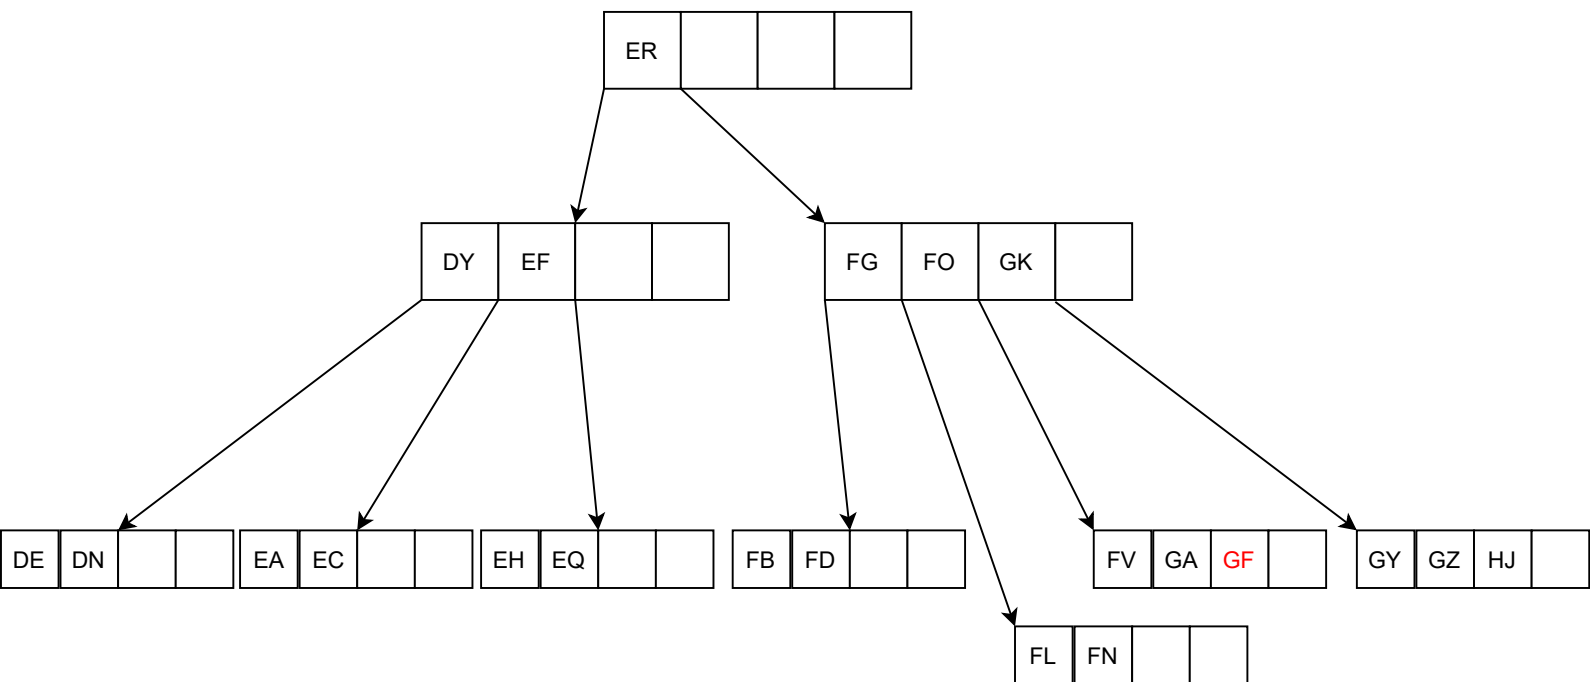 ER
DY EF
FG FO GK
DE DN
EA EC
EH EQ
FB FD
FV GA GF
GY GZ HJ
FL FN